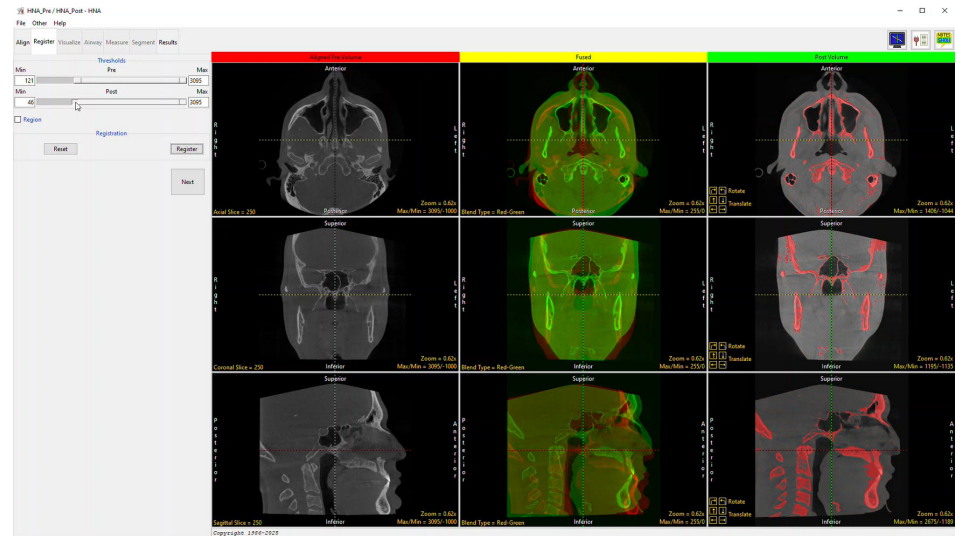 HNA_Pre / HNA_Post - HNA
File Other Help
Align Register Visualize Airway Measure Segment Results
NOTES
Thresholds
Min Pre Max
121 3095
Min Post Max
46 3095
Region
Registration
Reset Register
Next
Aligned Pre Volume Fused Post Volume
Anterior Anterior Anterior
Right Left Right Left Right Left
Rotate
Translate
Zoom = 0.62x Zoom = 0.62x Zoom = 0.62x
Axial Slice = 250 Posterior Max/Min = 3095/-1000 Blend Type = Red-Green Posterior Max/Min = 255/0 Posterior Max/Min = 1406/-1044
Superior Superior Superior
Right Left Right Left Right Left
Rotate
Translate
Zoom = 0.62x Zoom = 0.62x Zoom = 0.62x
Coronal Slice = 250 Inferior Max/Min = 3095/-1000 Blend Type = Red-Green Inferior Max/Min = 255/0 Inferior Max/Min = 1195/-1135
Superior Superior Superior
Posterior Anterior Posterior Anterior Posterior Anterior
Rotate
Translate
Zoom = 0.62x Zoom = 0.62x Zoom = 0.62x
Sagittal Slice = 250 Inferior Max/Min = 3095/-1000 Blend Type = Red-Green Inferior Max/Min = 255/0 Inferior Max/Min = 2675/-1189